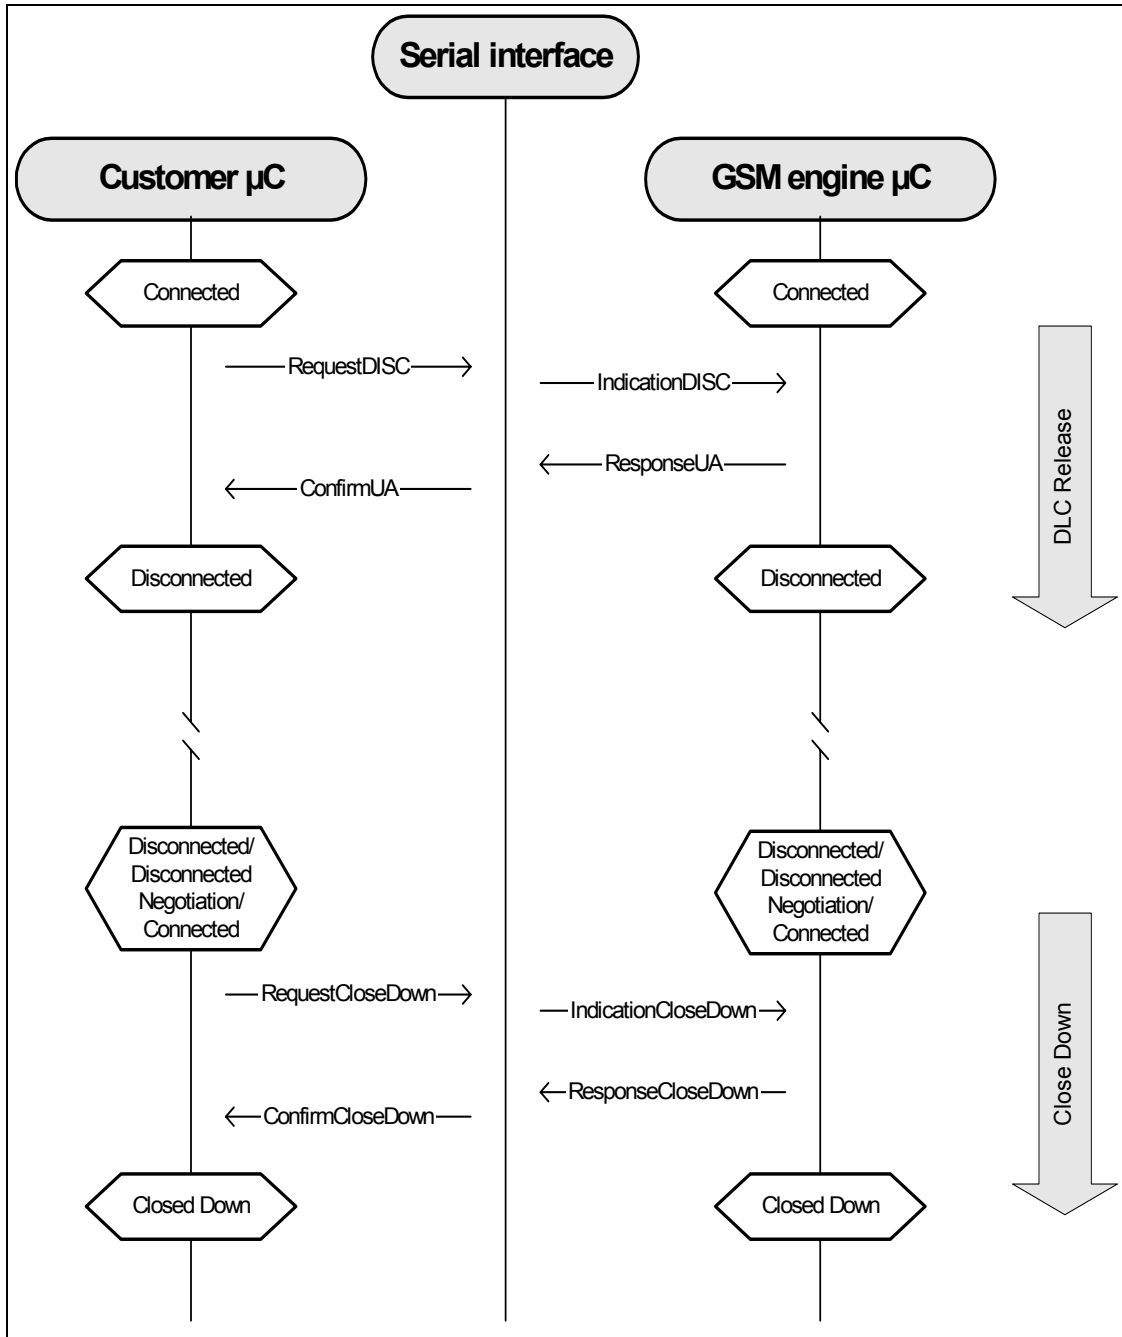 Serial interface
Customer µC
GSM engine µC
Connected
Connected
RequestDISC
IndicationDISC
ResponseUA
ConfirmUA
DLC Release
Disconnected
Disconnected
Disconnected/
Disconnected
Negotiation/
Connected
Disconnected/
Disconnected
Negotiation/
Connected
RequestCloseDown
IndicationCloseDown
ResponseCloseDown
ConfirmCloseDown
Close Down
Closed Down
Closed Down